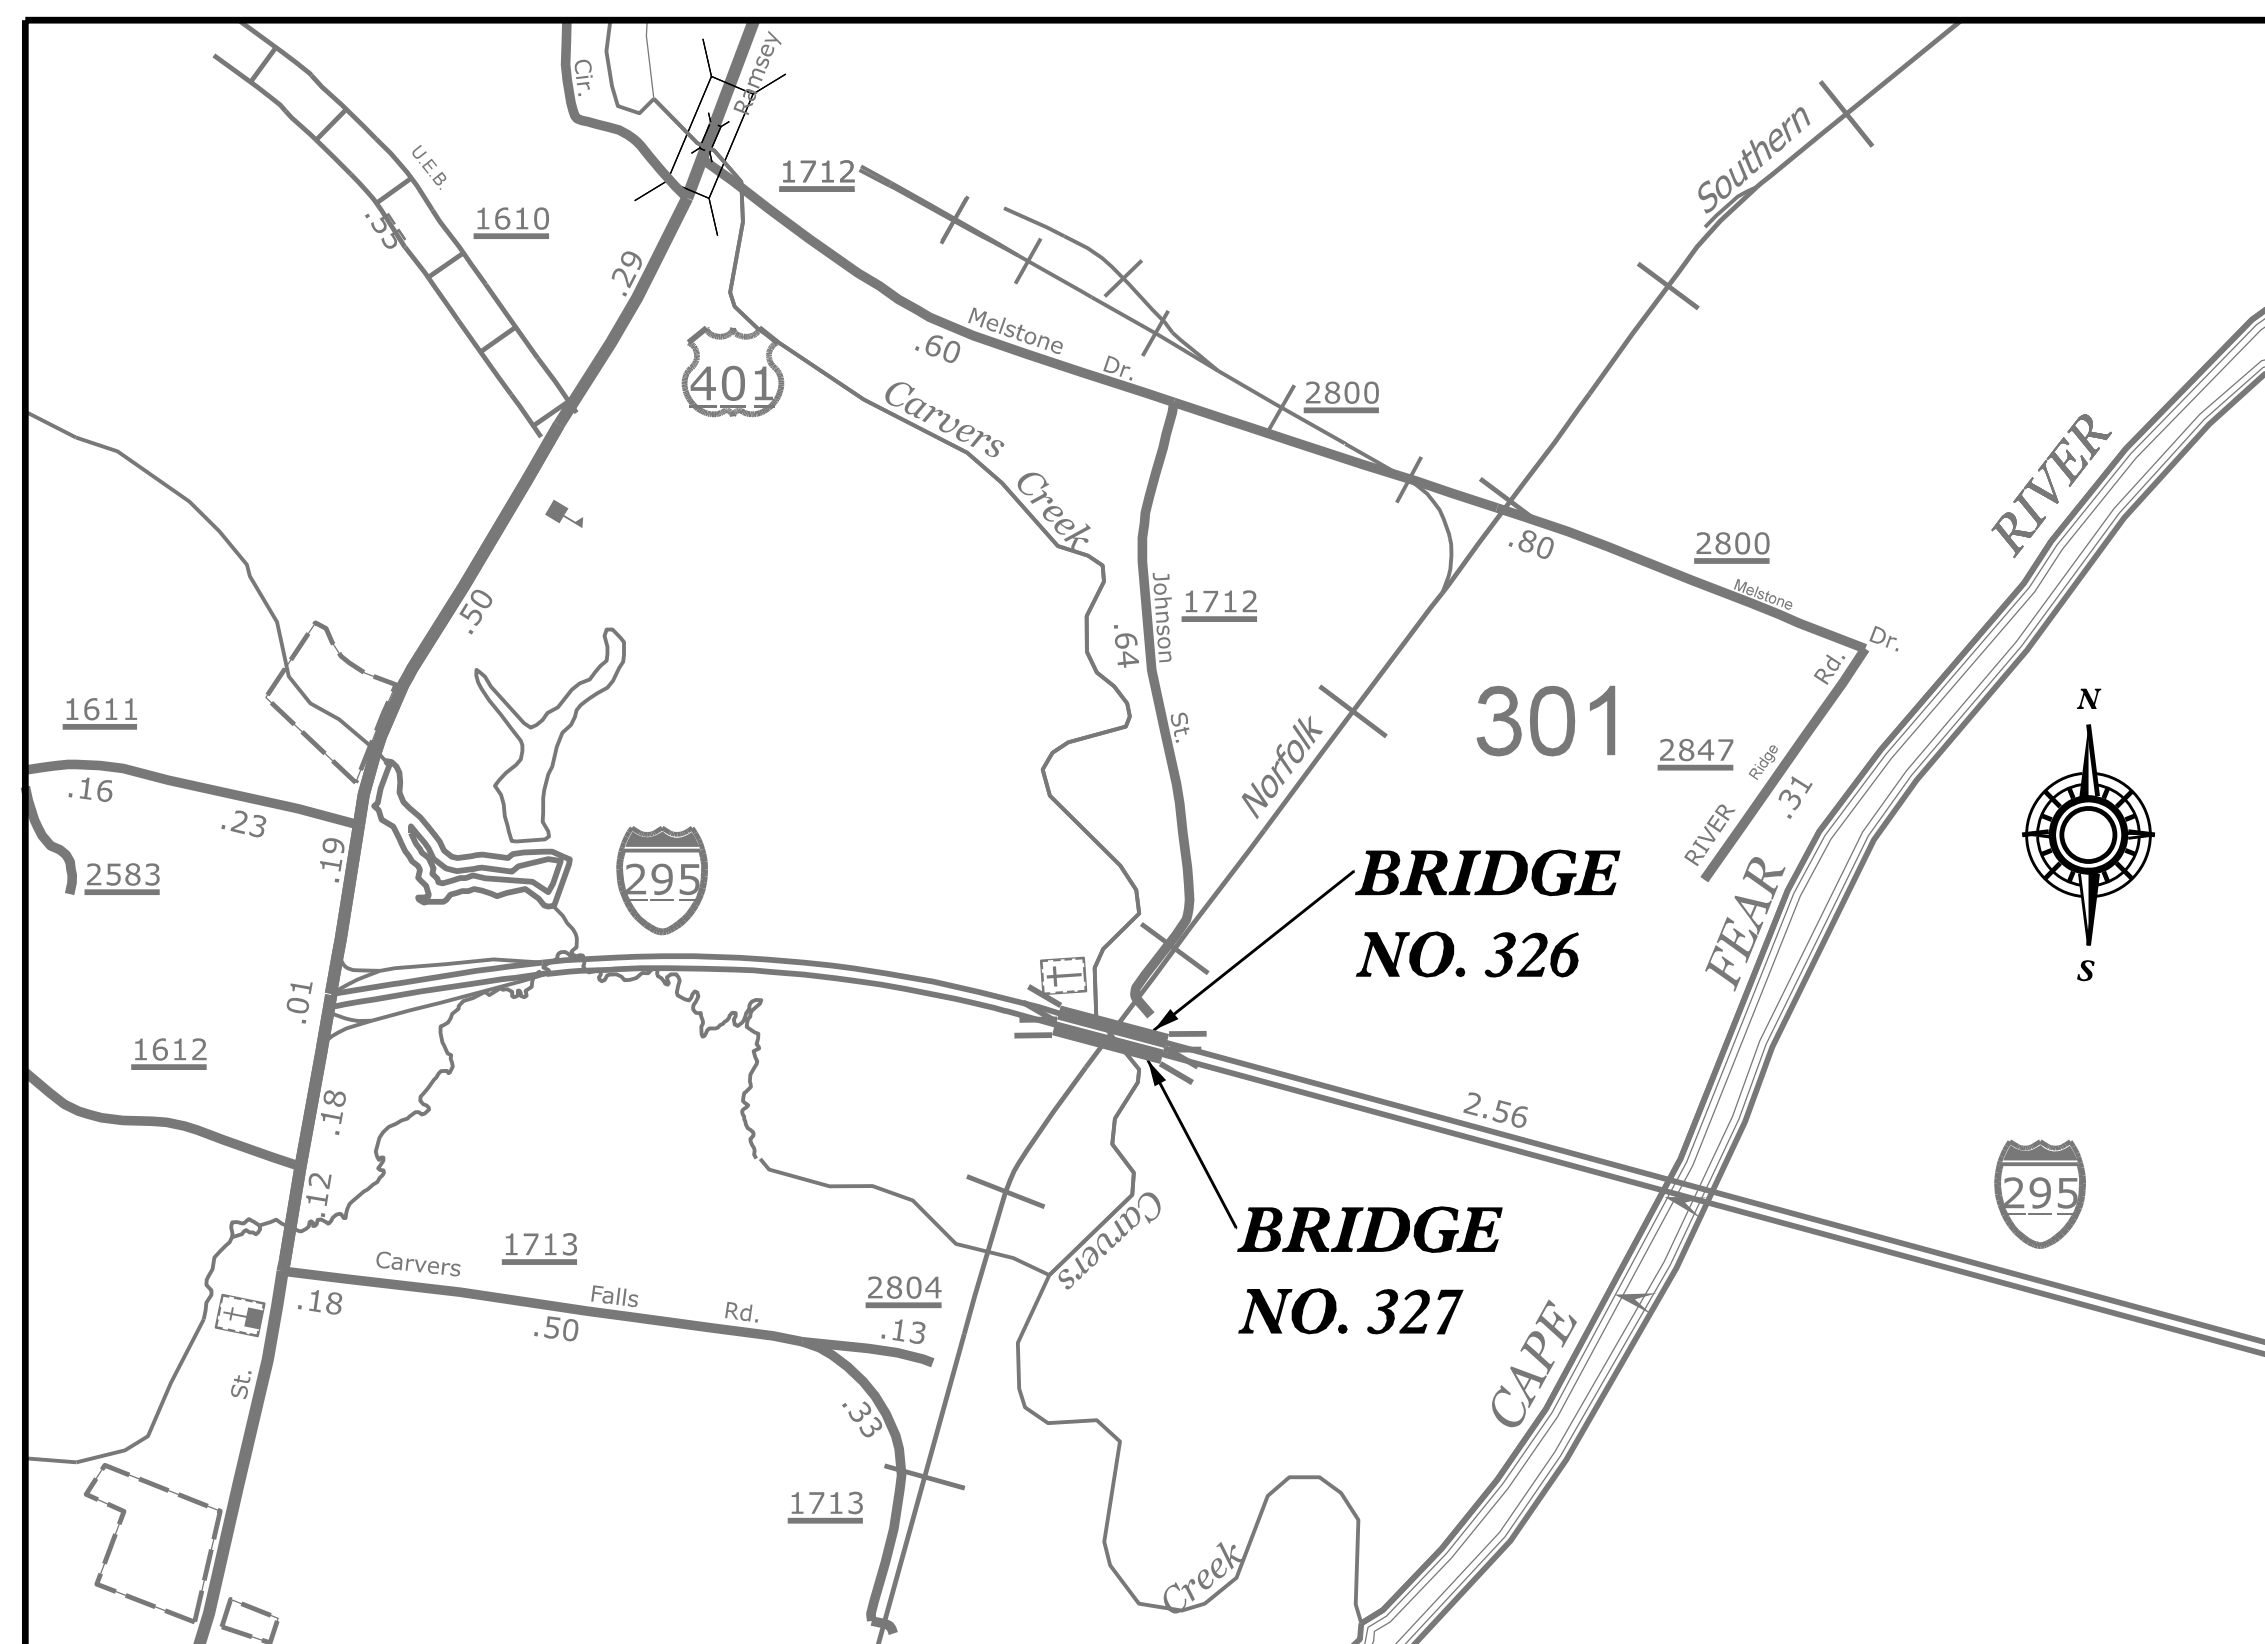 Cir.
Ramsey
Southern
U.E.B.
1712
.55
1610
.29
Melstone
.60
Dr.
401
Carvers
2800
Creek
RIVER
.80
2800
Melstone
.50
Johnson
1712
.64
Dr.
Rd.
1611
St.
301
N
Norfolk
2847
Ridge
.16
.23
.31
RIVER
.19
2583
295
BRIDGE
NO. 326
FEAR
S
.01
1612
.18
2.56
.12
295
Carvers
BRIDGE
NO. 327
1713
Carvers
Falls
Rd.
.18
.50
2804
.13
CAPE
St.
.33
1713
Creek